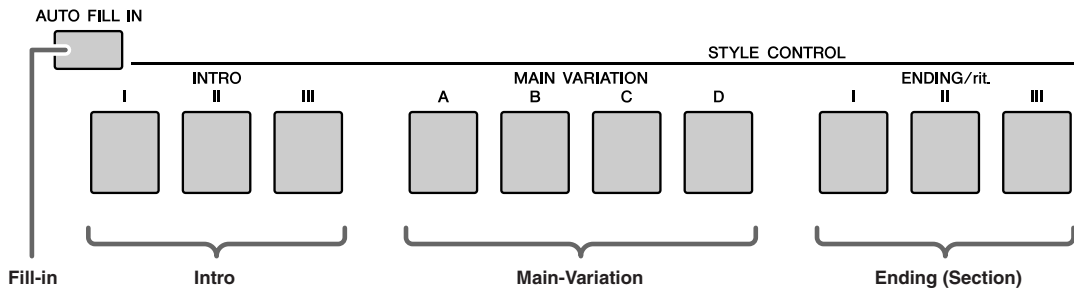 AUTO FILL IN
STYLE CONTROL
INTRO MAIN VARIATION ENDING/rit.
I II III A B C D I II III
Fill-in Intro Main-Variation Ending (Section)